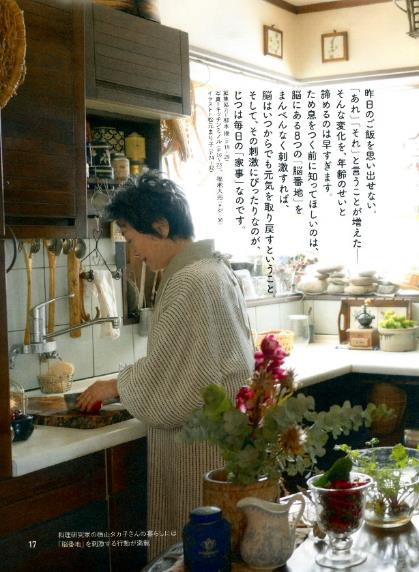 昨日のご飯を思い出せない。
「あれ」「それ」と言うことが増えた――
そんな変化を、年齢のせいと
諦めるのは早すぎます。
ため息をつく前に知ってほしいのは、
脳にある8つの「脳番地」を
まんべんなく刺激すれば、
脳はいつからでも元気を取り戻すということ
そして、その刺激にぴったりなのが、
じつは毎日の「家事」なのです。
料理研究家の横山タカ子さんの暮らしには
「脳番地」を刺激する行動が満載
17